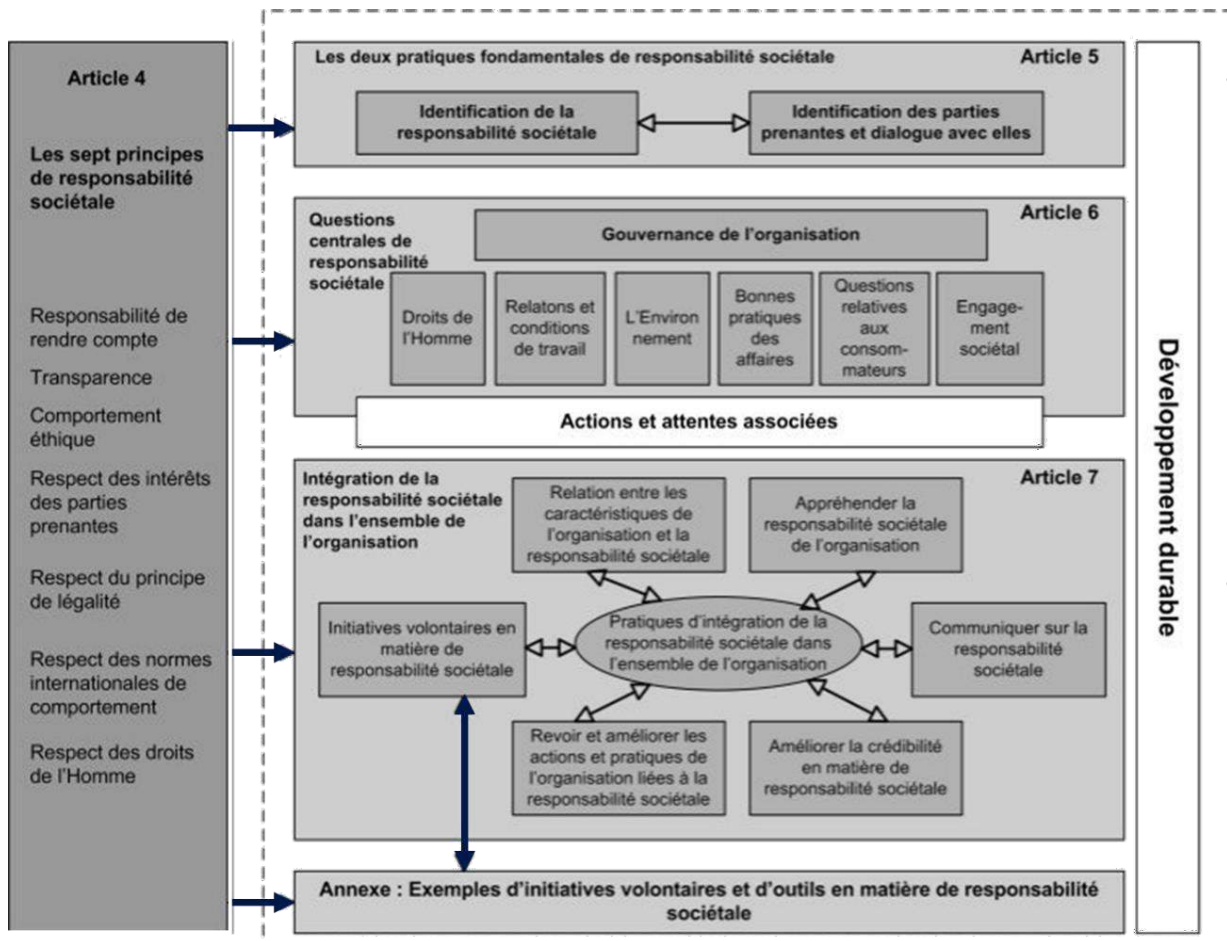 Article 4
Les sept principes
de responsabilité
sociétale
Responsabilité de
rendre compte
Transparence
Comportement
éthique
Respect des intérêts
des parties
prenantes
Respect du principe
de légalité
Respect des normes
internationales de
comportement
Respect des droits
de l'Homme
Les deux pratiques fondamentales de responsabilité sociétale
Article 5
Identification de la
responsabilité sociétale
Identification des parties
prenantes et dialogue avec elles
Questions
centrales de
responsabilité
sociétale
Article 6
Gouvernance de l'organisation
Droits de
l'Homme
Relatons et
conditions
de travail
L'Environ
nement
Bonnes
pratiques
des
affaires
Questions
relatives
aux
consom-
mateurs
Engage-
ment
sociétal
Actions et attentes associées
Intégration de la
responsabilité sociétale
dans l'ensemble de
l'organisation
Article 7
Relation entre les
caractéristiques de
l'organisation et la
responsabilité sociétale
Appréhender la
responsabilité sociétale
de l'organisation
Initiatives volontaires en
matière de
responsabilité sociétale
Pratiques d'intégration de la
responsabilité sociétale dans
l'ensemble de l'organisation
Communiquer sur la
responsabilité
sociétale
Revoir et améliorer les
actions et pratiques de
l'organisation liées à la
responsabilité sociétale
Améliorer la crédibilité
en matière de
responsabilité sociétale
Annexe : Exemples d'initiatives volontaires et d'outils en matière de responsabilité
sociétale
Développement durable